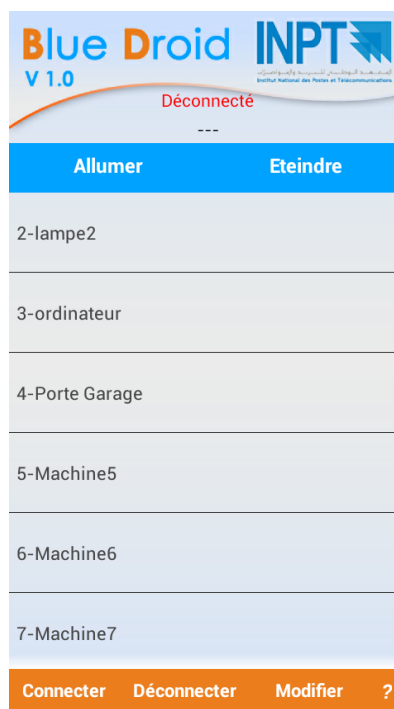 Blue Droid
V 1.0
INPT
Institut National des Postes et Télécommunications
Déconnecté
---
Allumer Eteindre
2-lampe2
3-ordinateur
4-Porte Garage
5-Machine5
6-Machine6
7-Machine7
Connecter Déconnecter Modifier ?